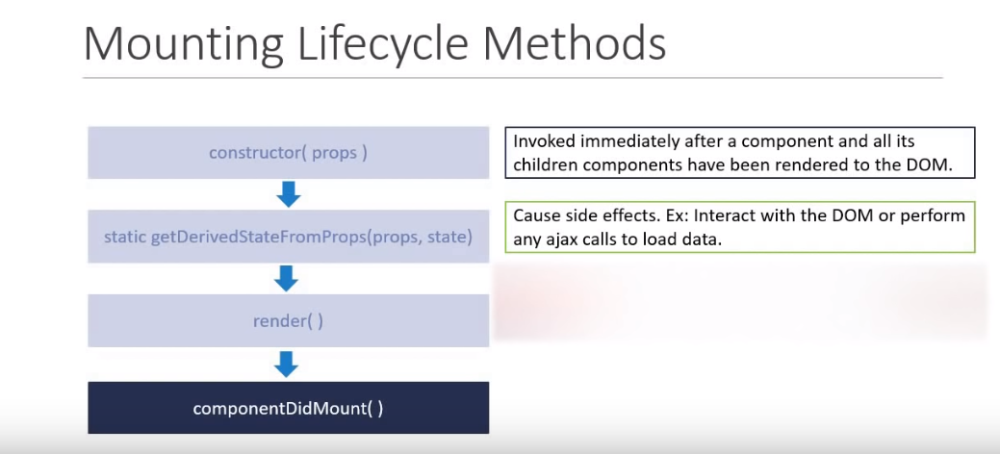 Mounting Lifecycle Methods
constructor( props )
static getDerivedStateFromProps(props, state)
render( )
componentDidMount( )
Invoked immediately after a component and all its
children components have been rendered to the DOM.
Cause side effects. Ex: Interact with the DOM or perform
any ajax calls to load data.